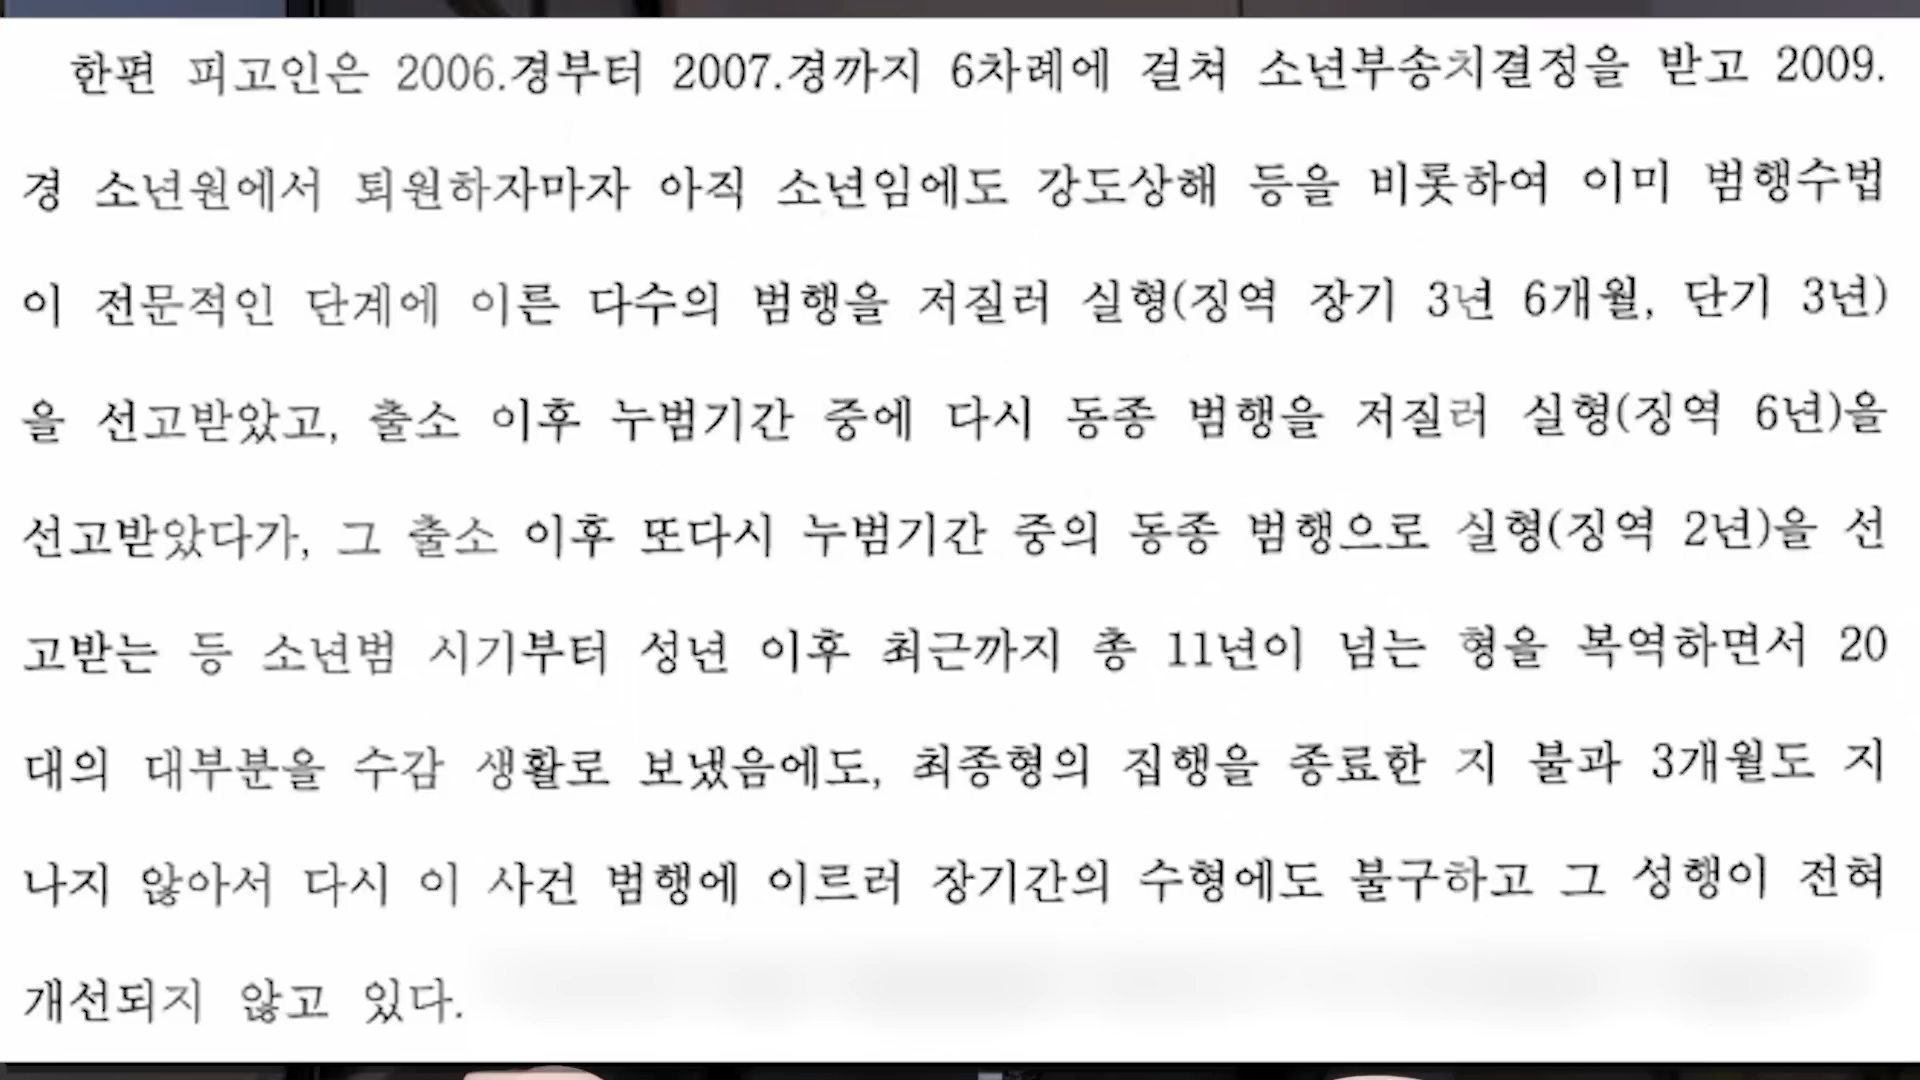 한편 피고인은 2006.경부터 2007.경까지 6차례에 걸쳐 소년부송치결정을 받고 2009.
경 소년원에서 퇴원하자마자 아직 소년임에도 강도상해 등을 비롯하여 이미 범행수법
이 전문적인 단계에 이른 다수의 범행을 저질러 실형(징역 장기 3년 6개월, 단기 3년)
을 선고받았고, 출소 이후 누범기간 중에 다시 동종 범행을 저질러 실형(징역 6년)을
선고받았다가, 그 출소 이후 또다시 누범기간 중의 동종 범행으로 실형(징역 2년)을 선
고받는 등 소년범 시기부터 성년 이후 최근까지 총 11년이 넘는 형을 복역하면서 20
대의 대부분을 수감 생활로 보냈음에도, 최종형의 집행을 종료한 지 불과 3개월도 지
나지 않아서 다시 이 사건 범행에 이르러 장기간의 수형에도 불구하고 그 성행이 전혀
개선되지 않고 있다.